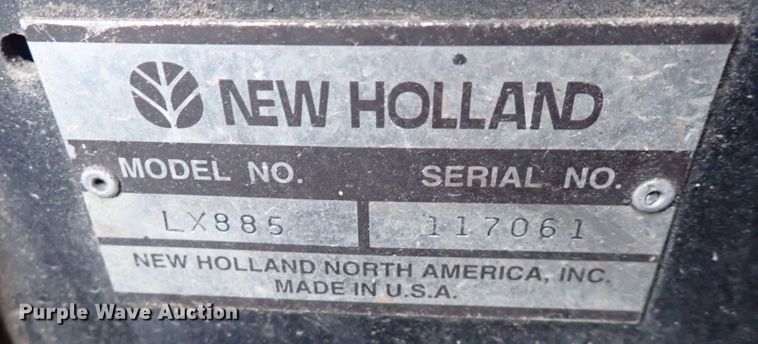 NEW HOLLAND
MODEL NO. SERIAL NO.
LX885 117061
NEW HOLLAND NORTH AMERICA, INC.
MADE IN U.S.A.
Purple Wave Auction